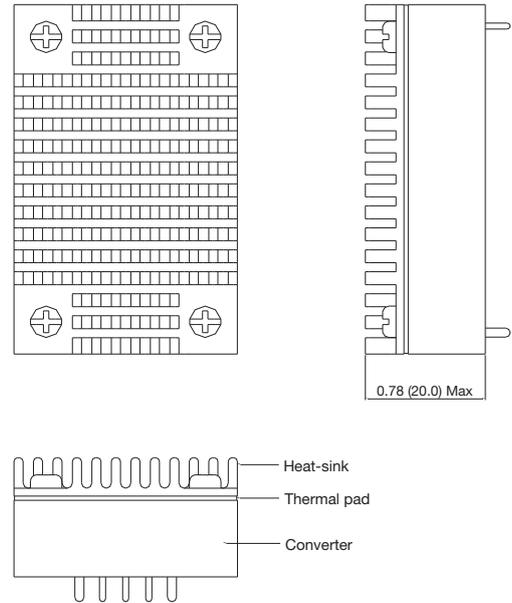 0.78 (20.0) Max
Heat-sink
Thermal pad
Converter